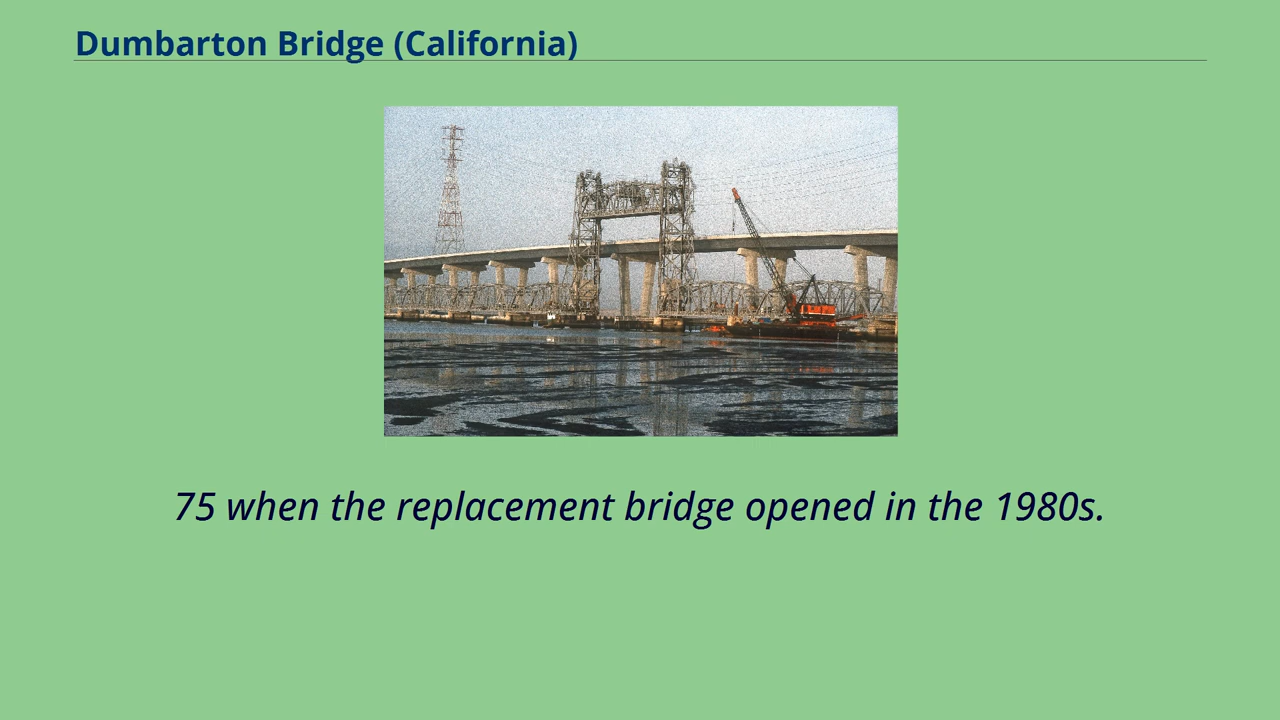 Dumbarton Bridge (California)
75 when the replacement bridge opened in the 1980s.